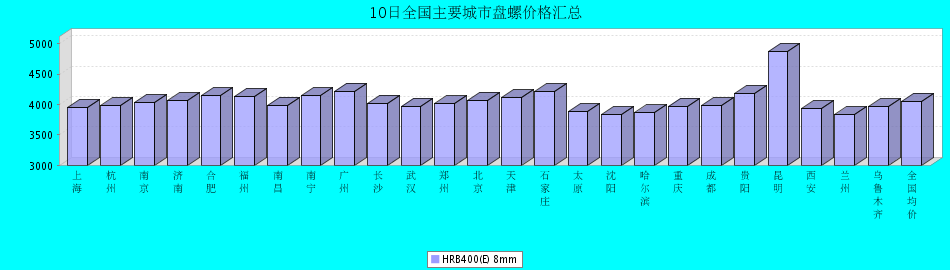 10日全国主要城市盘螺价格汇总
5000
4500
4000
3500
3000
上海
杭州
南京
济南
合肥
福州
南昌
南宁
广州
长沙
武汉
郑州
北京
天津
石家庄
太原
沈阳
哈尔滨
重庆
成都
贵阳
昆明
西安
兰州
乌鲁木齐
全国均价
HRB400(E) 8mm